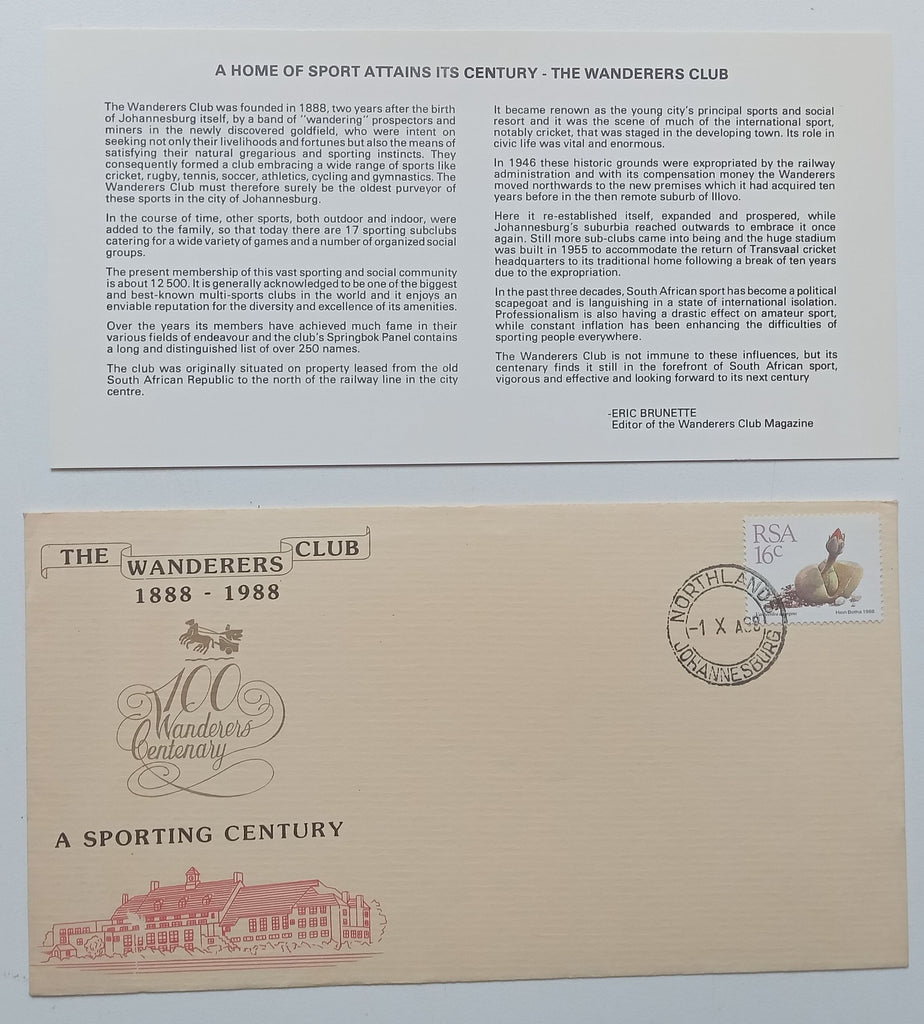 A HOME OF SPORT ATTAINS ITS CENTURY - THE WANDERERS CLUB
The Wanderers Club was founded in 1888, two years after the birth
of Johannesburg itself, by a band of "wandering" prospectors and
miners in the newly discovered goldfield, who were intent on
seeking not only their livelihoods and fortunes but also the means of
satisfying their natural gregarious and sporting instincts. They
consequently formed a club embracing a wide range of sports like
cricket, rugby, tennis, soccer, athletics, cycling and gymnastics. The
Wanderers Club must therefore surely be the oldest purveyor of
these sports in the city of Johannesburg.
In the course of time, other sports, both outdoor and indoor, were
added to the family, so that today there are 17 sporting subclubs
catering for a wide variety of games and a number of organized social
groups.
The present membership of this vast sporting and social community
is about 12 500. It is generally acknowledged to be one of the biggest
and best-known multi-sports clubs in the world and it enjoys an
enviable reputation for the diversity and excellence of its amenities.
Over the years its members have achieved much fame in their
various fields of endeavour and the club's Springbok Panel contains
a long and distinguished list of over 250 names.
The club was originally situated on property leased from the old
South African Republic to the north of the railway line in the city
centre.
It became renown as the young city's principal sports and social
resort and it was the scene of much of the international sport,
notably cricket, that was staged in the developing town. Its role in
civic life was vital and enormous.
In 1946 these historic grounds were expropriated by the railway
administration and with its compensation money the Wanderers
moved northwards to the new premises which it had acquired ten
years before in the then remote suburb of Illovo.
Here it re-established itself, expanded and prospered, while
Johannesburg's suburbia reached outwards to embrace it once
again. Still more sub-clubs came into being and the huge stadium
was built in 1955 to accommodate the return of Transvaal cricket
headquarters to its traditional home following a break of ten years
due to the expropriation.
In the past three decades, South African sport has become a political
scapegoat and is languishing in a state of international isolation.
Professionalism is also having a drastic effect on amateur sport,
while constant inflation has been enhancing the difficulties of
sporting people everywhere.
The Wanderers Club is not immune to these influences, but its
centenary finds it still in the forefront of South African sport,
vigorous and effective and looking forward to its next century
-ERIC BRUNETTE
Editor of the Wanderers Club Magazine
THE WANDERERS CLUB
1888 - 1988
100
Wanderers
Centenary
A SPORTING CENTURY
RSA
16c
Hein Botha 1988
NORTHLANDS
-1 X A88
JOHANNESBURG